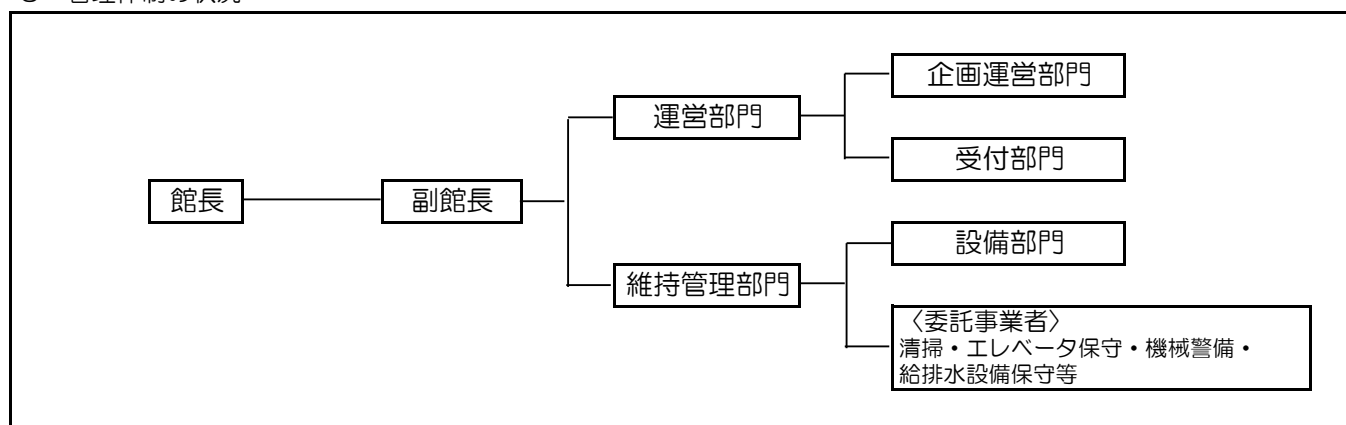 企画運営部門
運営部門
受付部門
館長
副館長
設備部門
維持管理部門
〈委託事業者〉
清掃・エレベータ保守・機械警備・
給排水設備保守等